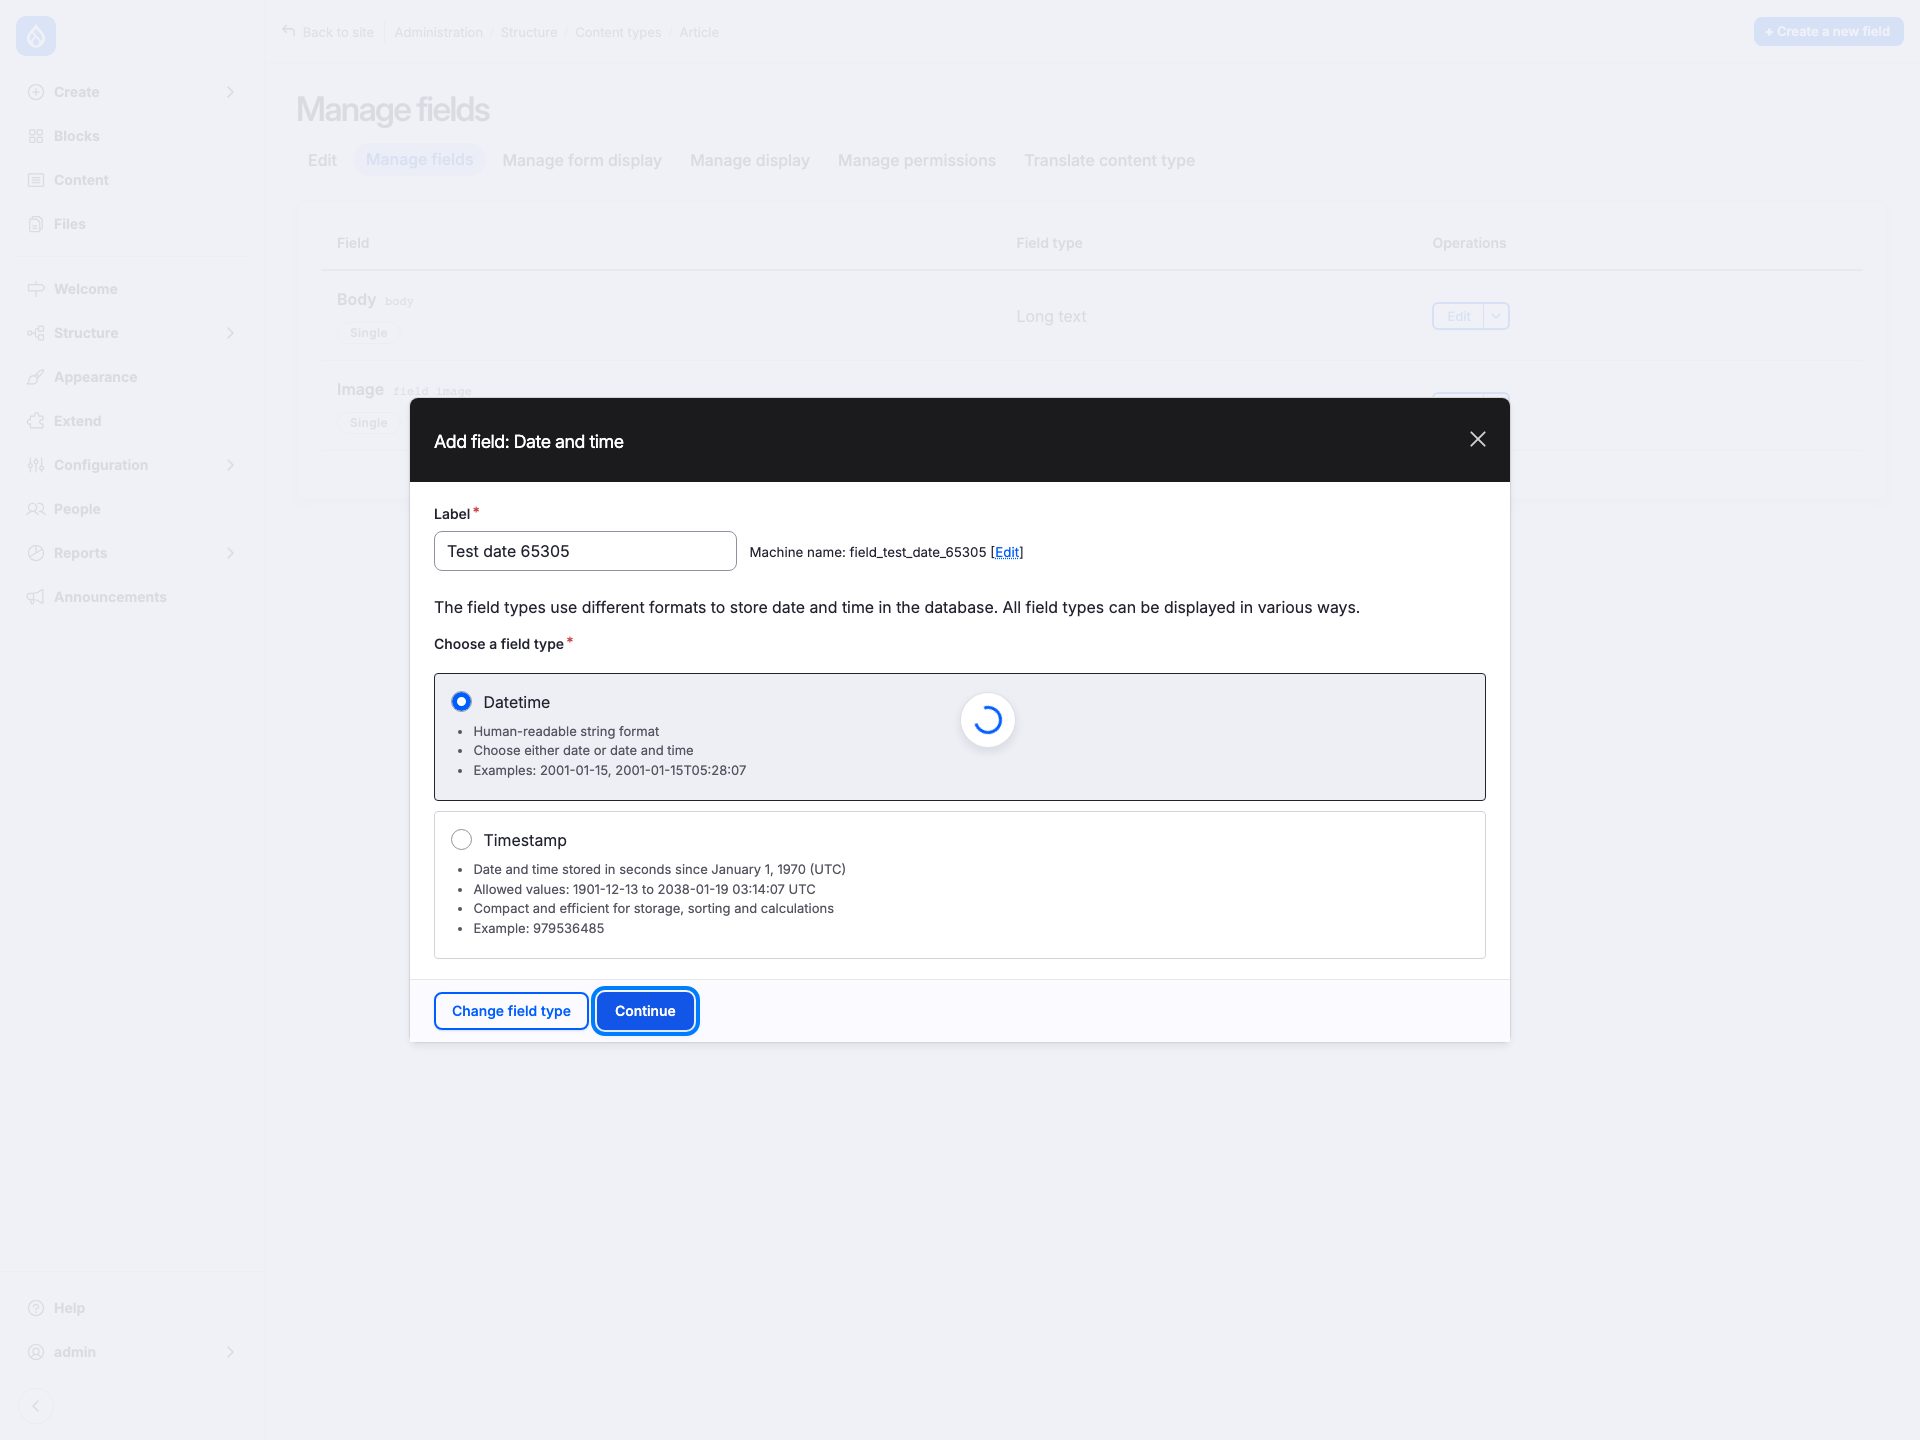 Back to site
Administration
Structure
Content types
Article
+ Create a new field
Create
Blocks
Content
Files
Welcome
Structure
Appearance
Extend
Configuration
People
Reports
Announcements
Help
admin
Manage fields
Edit
Manage fields
Manage form display
Manage display
Manage permissions
Translate content type
Field
Field type
Operations
Body body
Single
Long text
Edit
Image field_image
Single
Add field: Date and time
Label*
Test date 65305
Machine name: field_test_date_65305 [Edit]
The field types use different formats to store date and time in the database. All field types can be displayed in various ways.
Choose a field type*
Datetime
• Human-readable string format
• Choose either date or date and time
• Examples: 2001-01-15, 2001-01-15T05:28:07
Timestamp
• Date and time stored in seconds since January 1, 1970 (UTC)
• Allowed values: 1901-12-13 to 2038-01-19 03:14:07 UTC
• Compact and efficient for storage, sorting and calculations
• Example: 979536485
Change field type
Continue